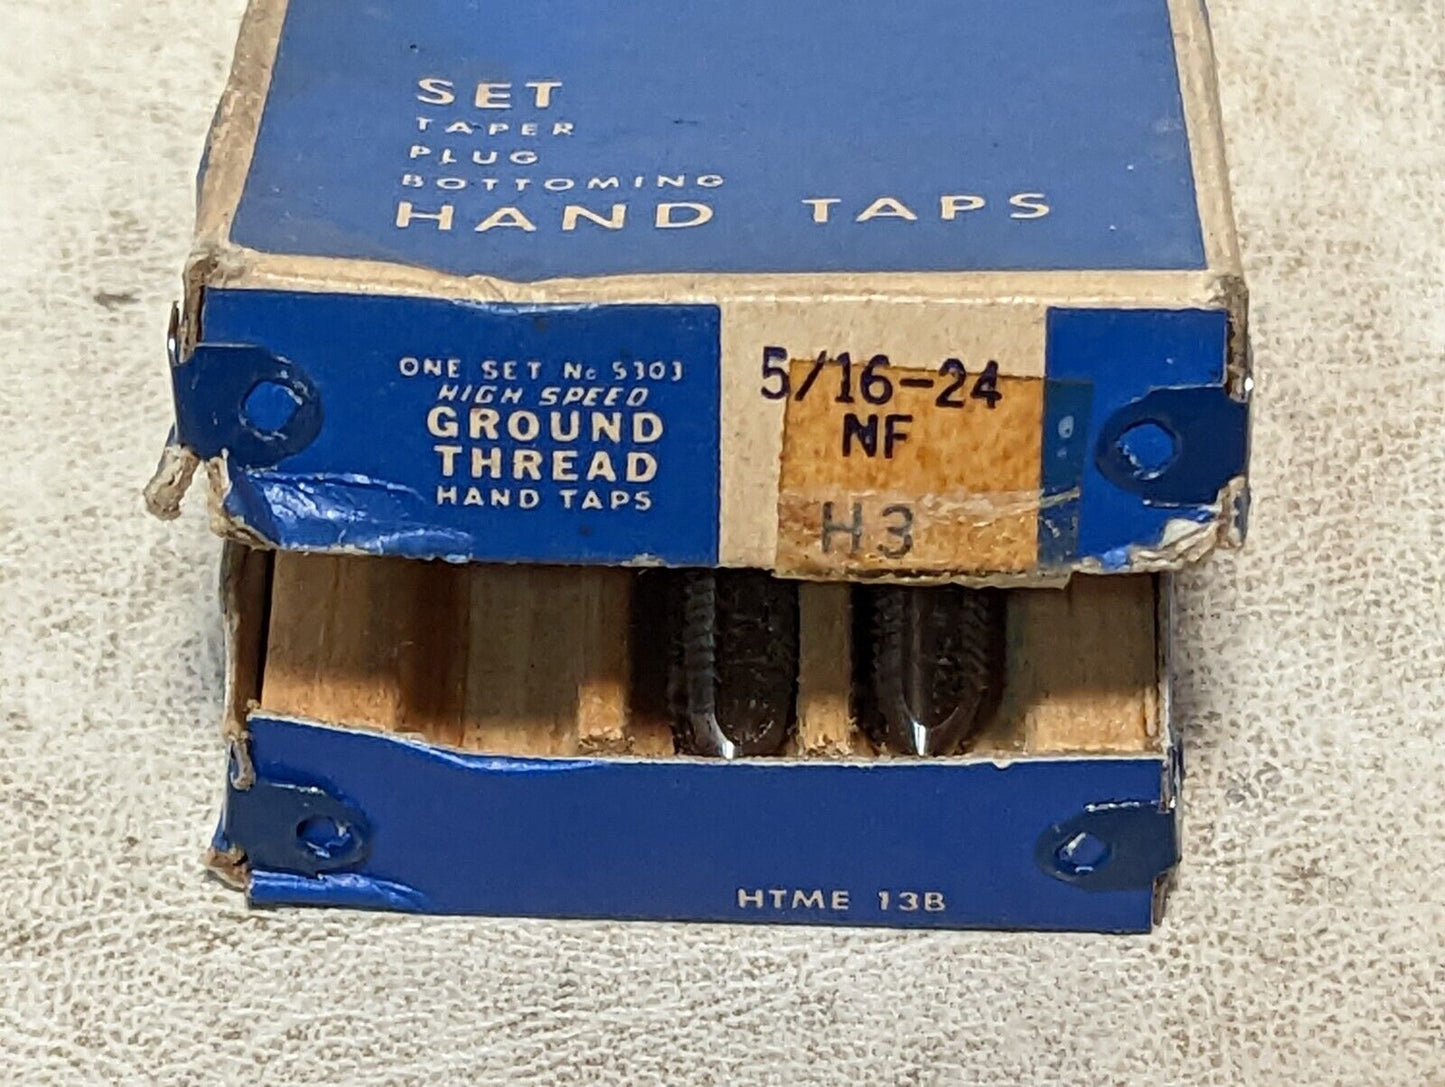 SET
TAPER
PLUG
BOTTOMING
HAND TAPS
ONE SET No 5303
HIGH SPEED
GROUND
THREAD
HAND TAPS
5/16-24
NF
H3
HTME 13B